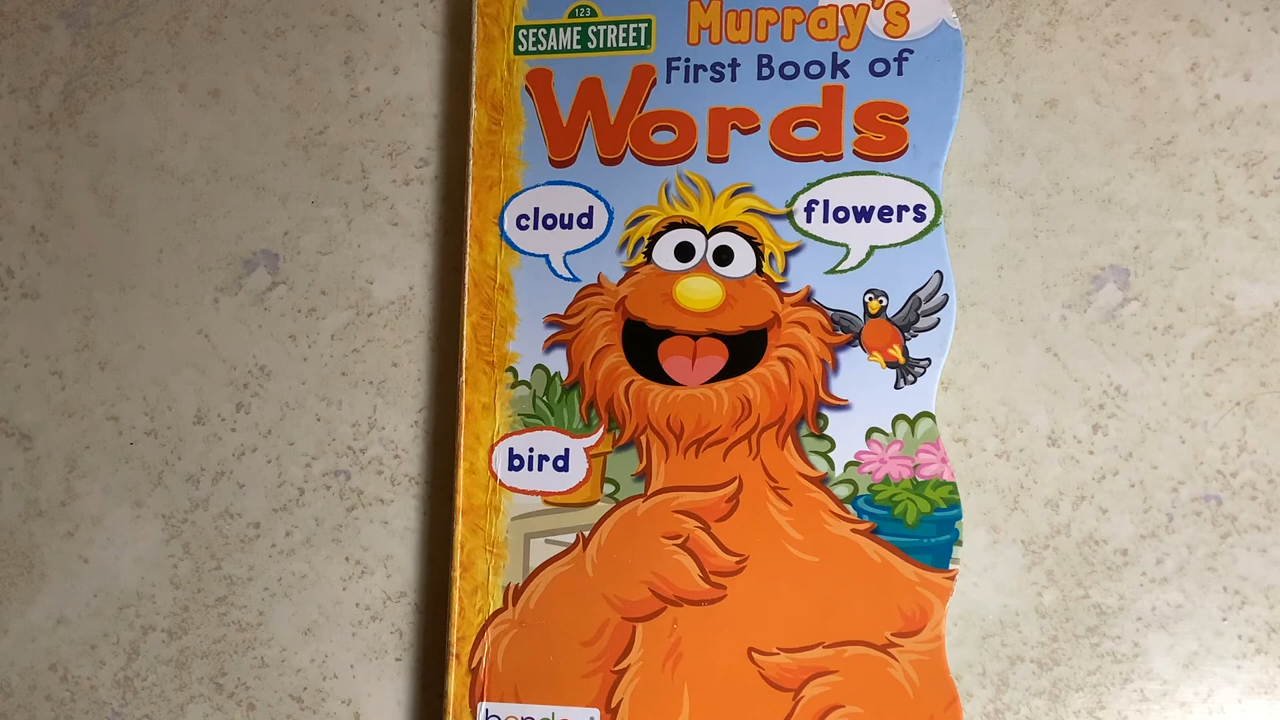 123
SESAME STREET
Murray's
First Book of
Words
cloud
flowers
bird